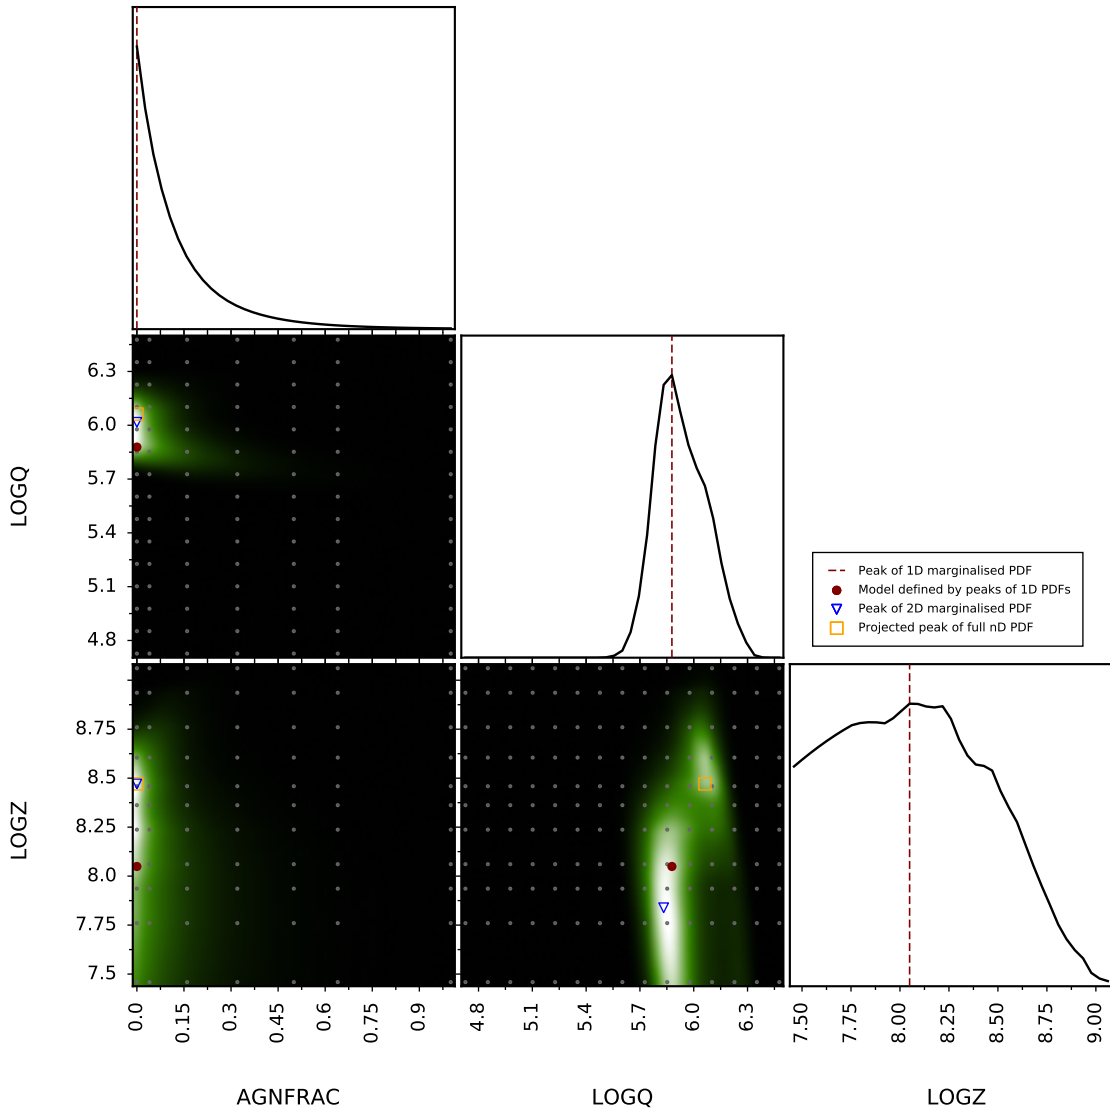 6.3
6.0
5.7
5.4
5.1
4.8
LOGQ
Peak of 1D marginalised PDF
Model defined by peaks of 1D PDFs
Peak of 2D marginalised PDF
Projected peak of full nD PDF
8.75
8.5
8.25
8.0
7.75
7.5
LOGZ
0.0 0.15 0.3 0.45 0.6 0.75 0.9
4.8 5.1 5.4 5.7 6.0 6.3
7.50 7.75 8.00 8.25 8.50 8.75 9.00
AGNFRAC LOGQ LOGZ